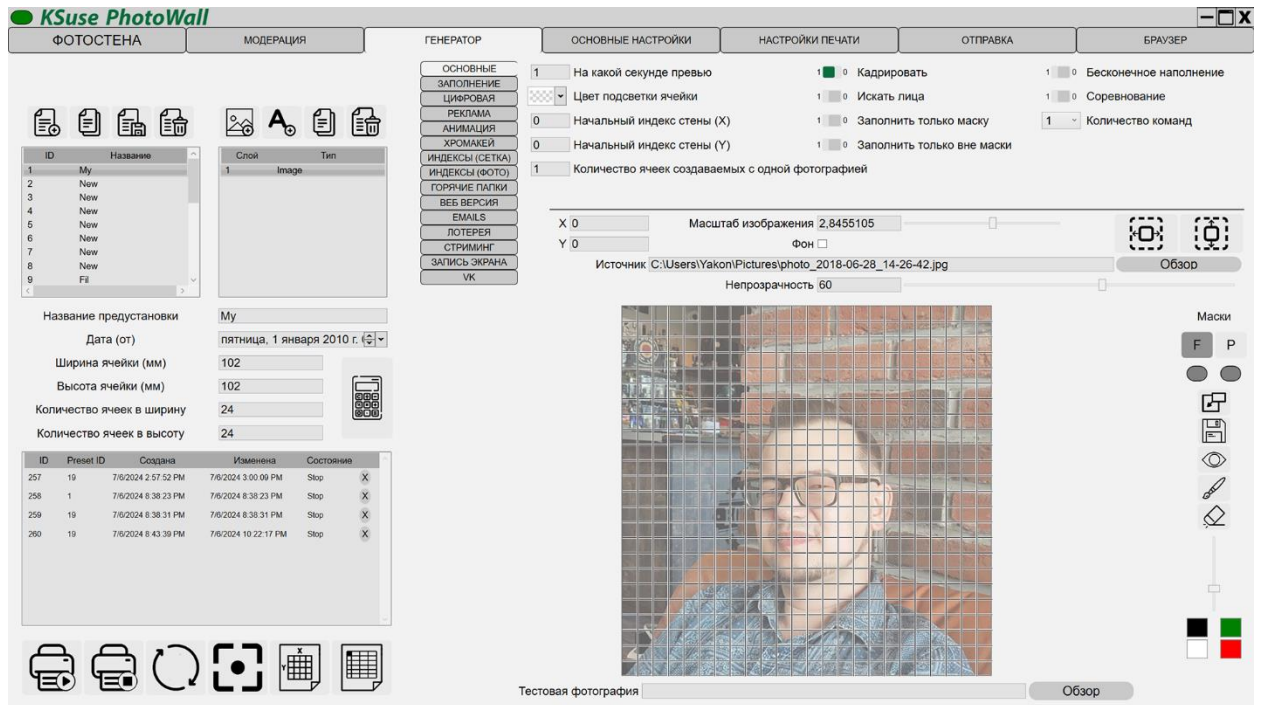 KSuse PhotoWall
X
ФОТОСТЕНА МОДЕРАЦИЯ ГЕНЕРАТОР ОСНОВНЫЕ НАСТРОЙКИ НАСТРОЙКИ ПЕЧАТИ ОТПРАВКА БРАУЗЕР
ОСНОВНЫЕ
ЗАПОЛНЕНИЕ
ЦИФРОВАЯ
РЕКЛАМА
АНИМАЦИЯ
ХРОМАКЕЙ
ИНДЕКСЫ (СЕТКА)
ИНДЕКСЫ (ФОТО)
ГОРЯЧИЕ ПАПКИ
ВЕБ ВЕРСИЯ
EMAILS
ЛОТЕРЕЯ
СТРИМИНГ
ЗАПИСЬ ЭКРАНА
VK
1 На какой секунде превью 1 0 Кадрировать 1 0 Бесконечное наполнение
Цвет подсветки ячейки 1 0 Искать лица 1 0 Соревнование
0 Начальный индекс стены (X) 1 0 Заполнить только маску 1 Количество команд
0 Начальный индекс стены (Y) 1 0 Заполнить только вне маски
1 Количество ячеек создаваемых с одной фотографией
ID Название
1 My
2 New
3 New
4 New
5 New
6 New
7 New
8 New
9 Fil
Слой Тип
1 Image
X 0 Масштаб изображения 2,8455105
Y 0 Фон
Источник C:\Users\Yakon\Pictures\photo_2018-06-28_14-26-42.jpg Обзор
Непрозрачность 60
Название предустановки My
Дата (от) пятница, 1 января 2010 г.
Ширина ячейки (мм) 102
Высота ячейки (мм) 102
Количество ячеек в ширину 24
Количество ячеек в высоту 24
ID Preset ID Создана Изменена Состояние
257 19 7/6/2024 2:57:52 PM 7/6/2024 3:00:09 PM Stop X
258 1 7/6/2024 8:38:23 PM 7/6/2024 8:38:23 PM Stop X
259 19 7/6/2024 8:38:31 PM 7/6/2024 8:38:31 PM Stop X
260 19 7/6/2024 8:43:39 PM 7/6/2024 10:22:17 PM Stop X
Маски
F P
X
Y
Тестовая фотография Обзор